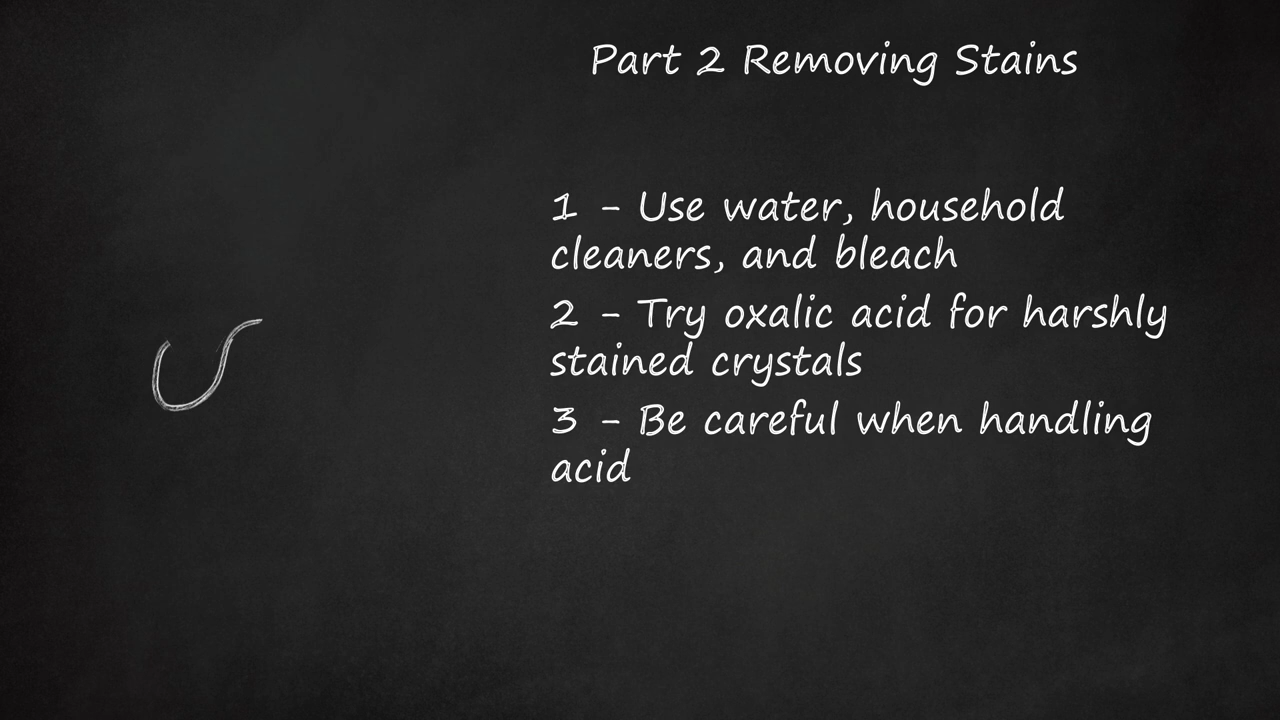 Part 2 Removing Stains
1 - Use water, household
cleaners, and bleach
2 - Try oxalic acid for harshly
stained crystals
3 - Be careful when handling
acid